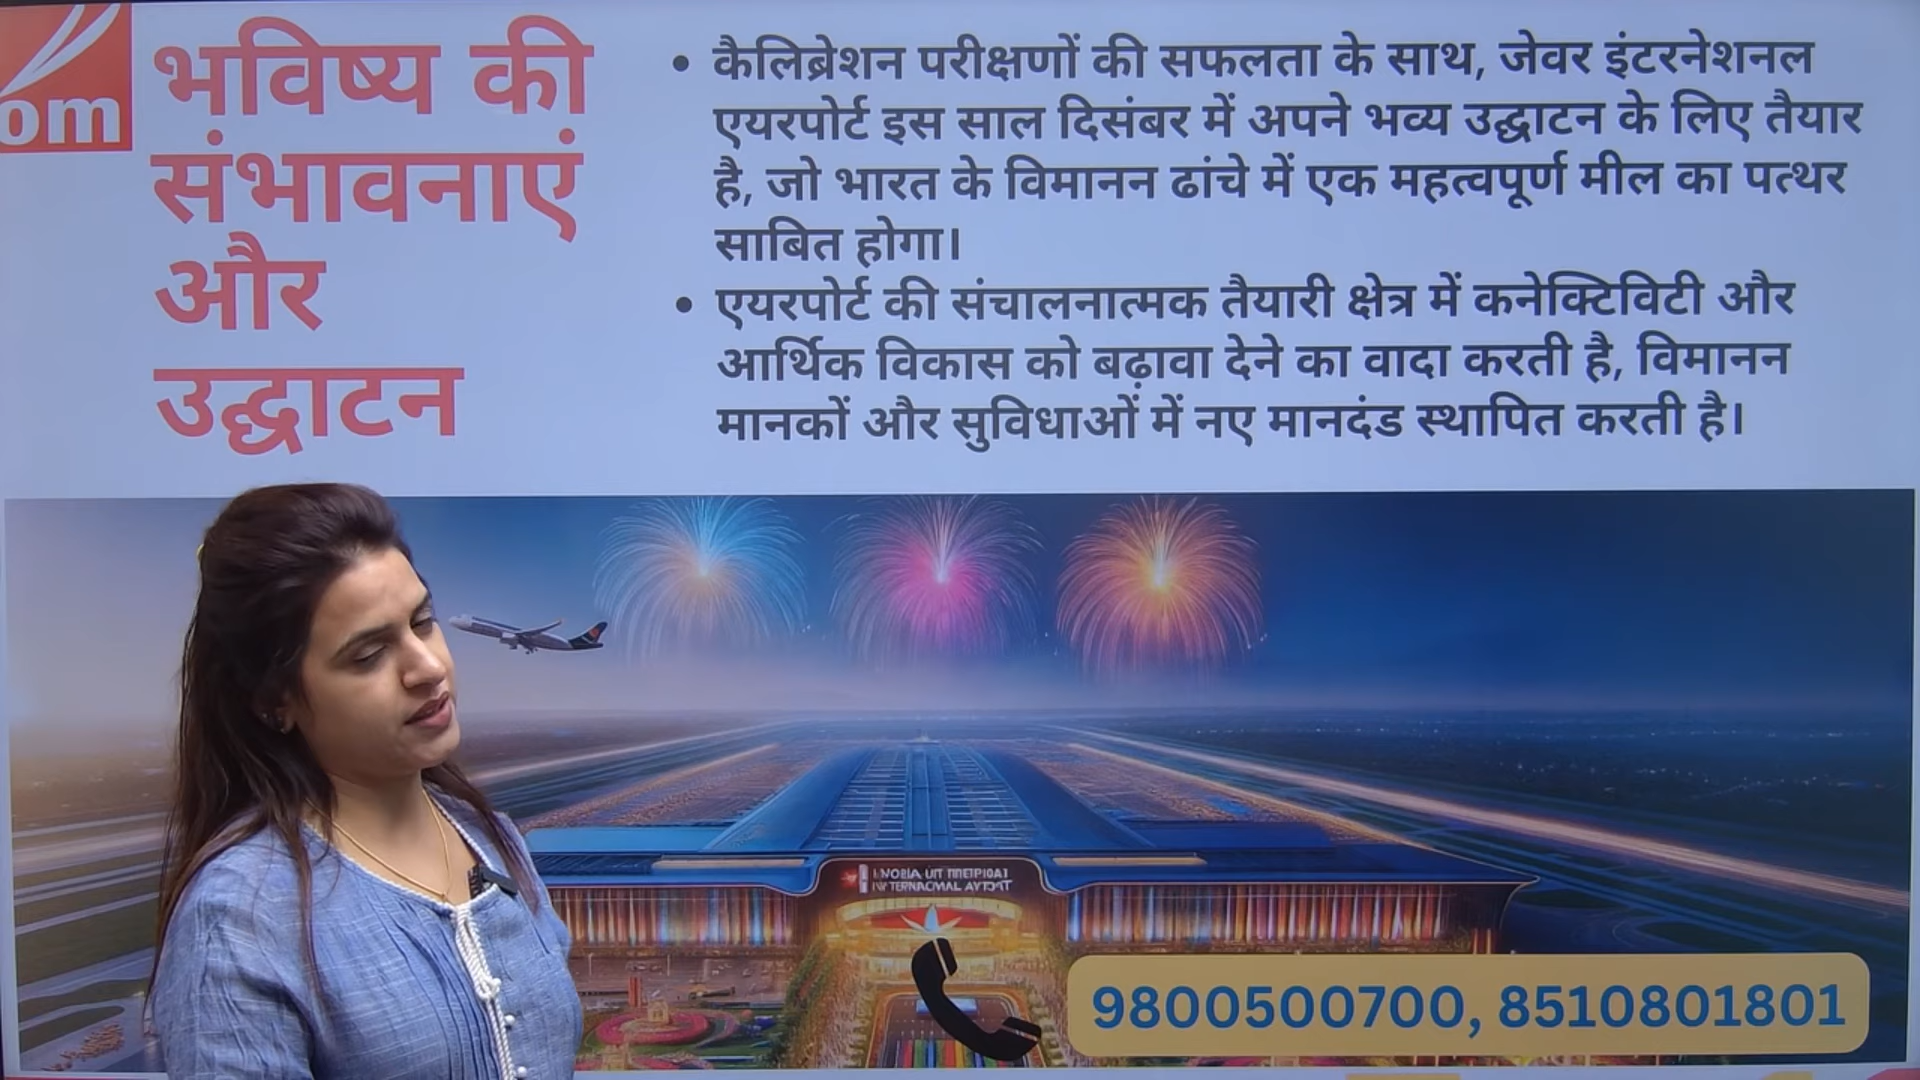 om
भविष्य की
संभावनाएं
और
उद्घाटन
• कैलिब्रेशन परीक्षणों की सफलता के साथ, जेवर इंटरनेशनल
एयरपोर्ट इस साल दिसंबर में अपने भव्य उद्घाटन के लिए तैयार
है, जो भारत के विमानन ढांचे में एक महत्वपूर्ण मील का पत्थर
साबित होगा।
• एयरपोर्ट की संचालनात्मक तैयारी क्षेत्र में कनेक्टिविटी और
आर्थिक विकास को बढ़ावा देने का वादा करती है, विमानन
मानकों और सुविधाओं में नए मानदंड स्थापित करती है।
9800500700, 8510801801